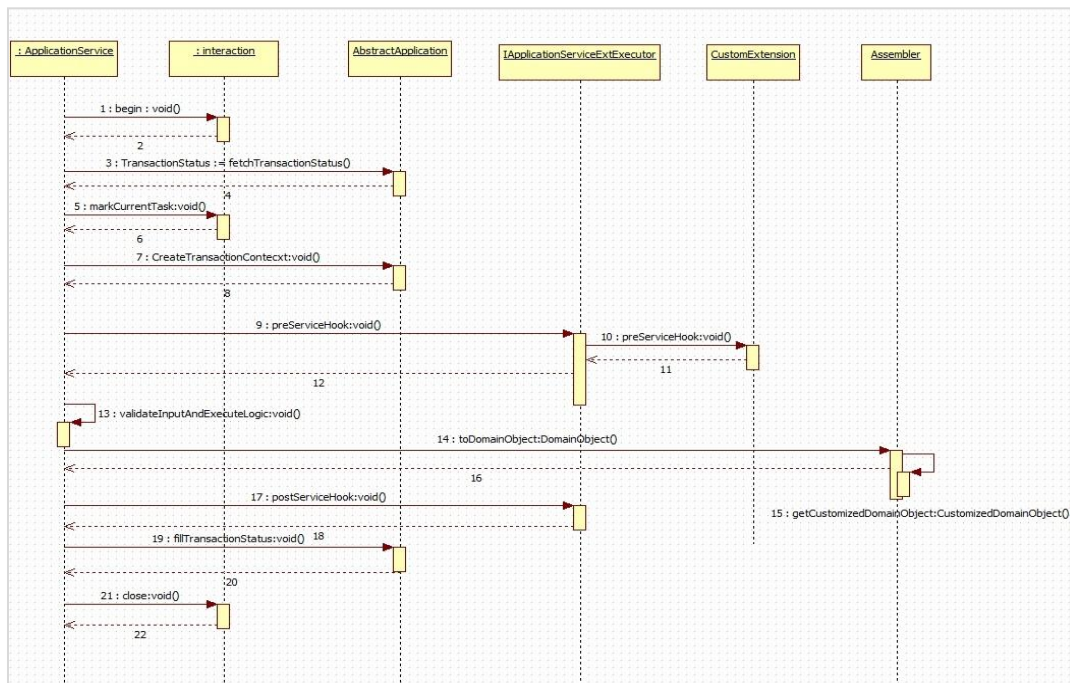 : ApplicationService
: interaction
AbstractApplication
IApplicationServiceExtExecutor
CustomExtension
Assembler
1 : begin : void()
2
3 : TransactionStatus := fetchTransactionStatus()
4
5 : markCurrentTask:void()
6
7 : CreateTransactionContecxt:void()
8
9 : preServiceHook:void()
10 : preServiceHook:void()
11
12
13 : validateInputAndExecuteLogic:void()
14 : toDomainObject:DomainObject()
16
17 : postServiceHook:void()
15 : getCustomizedDomainObject:CustomizedDomainObject()
18
19 : fillTransactionStatus:void()
20
21 : close:void()
22